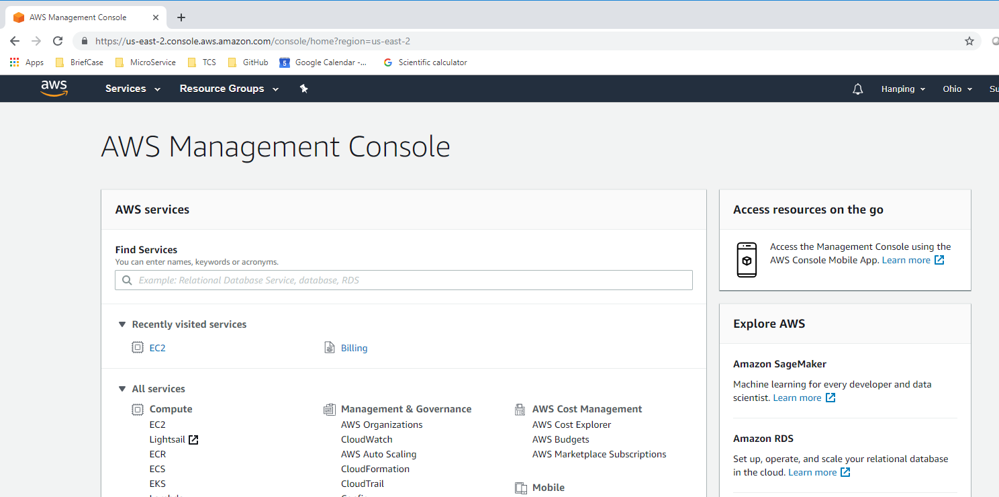 AWS Management Console
https://us-east-2.console.aws.amazon.com/console/home?region=us-east-2
Apps BriefCase MicroService TCS GitHub 5 Google Calendar -... G Scientific calculator
aws Services Resource Groups Hanping Ohio Su
AWS Management Console
AWS services
Find Services
You can enter names, keywords or acronyms.
Example: Relational Database Service, database, RDS
Recently visited services
EC2 Billing
All services
Compute Management & Governance AWS Cost Management
EC2 AWS Organizations AWS Cost Explorer
Lightsail CloudWatch AWS Budgets
ECR AWS Auto Scaling AWS Marketplace Subscriptions
ECS CloudFormation
EKS CloudTrail Mobile
Access resources on the go
Access the Management Console using the
AWS Console Mobile App. Learn more
Explore AWS
Amazon SageMaker
Machine learning for every developer and data
scientist. Learn more
Amazon RDS
Set up, operate, and scale your relational database
in the cloud. Learn more